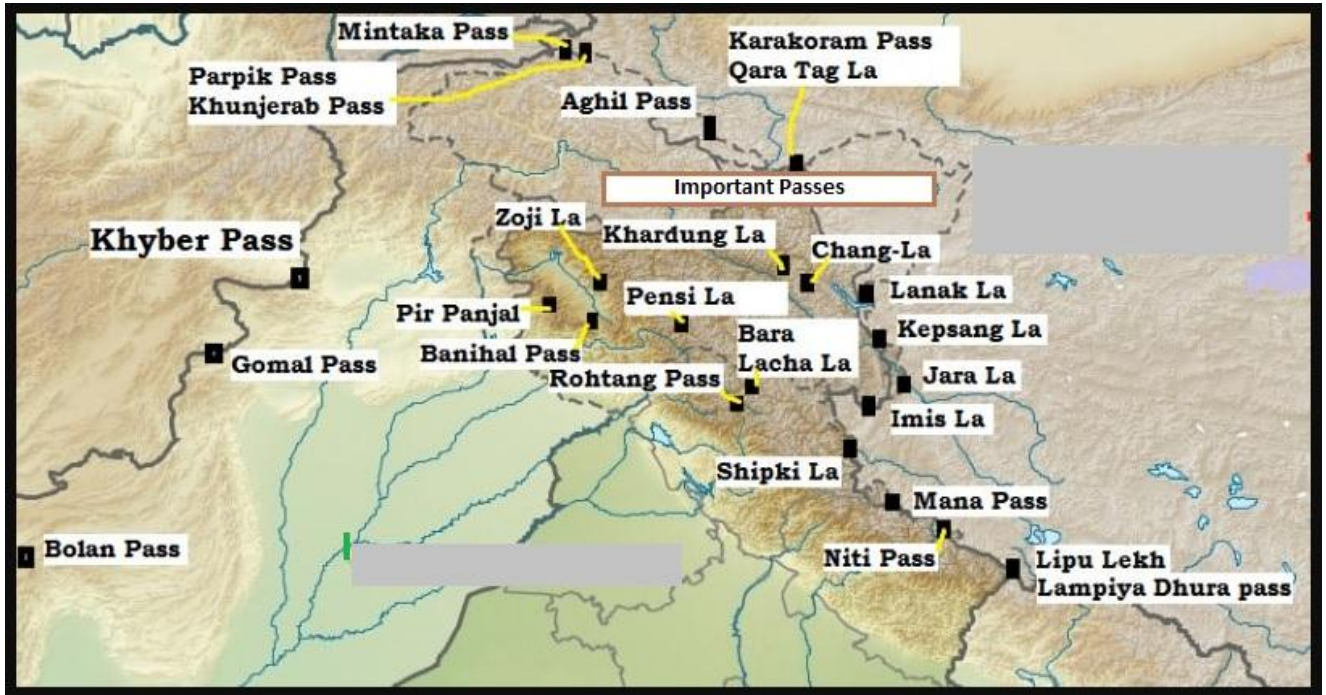 Mintaka Pass
Karakoram Pass
Qara Tag La
Parpik Pass
Khunjerab Pass
Aghil Pass
Important Passes
Zoji La
Khardung La
Khyber Pass
Chang-La
Lanak La
Pensi La
Pir Panjal
Kepsang La
Bara
Lacha La
Banihal Pass
Gomal Pass
Rohtang Pass
Jara La
Imis La
Shipki La
Mana Pass
Bolan Pass
Niti Pass
Lipu Lekh
Lampiya Dhura pass